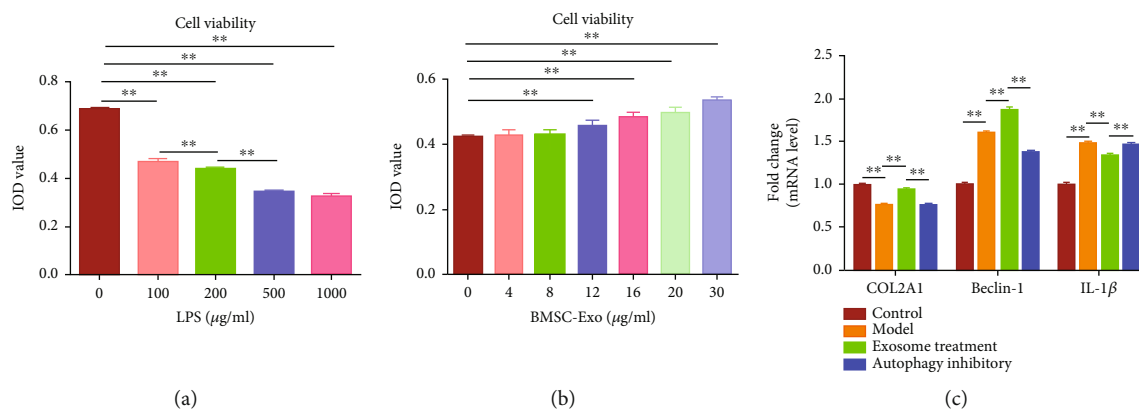 Cell viability
**
**
**
**
**
**
0.8
0.6
0.4
0.2
0.0
IOD value
0 100 200 500 1000
LPS (μg/ml)
(a)
Cell viability
**
**
**
**
0.6
0.4
0.2
0.0
IOD value
0 4 8 12 16 20 30
BMSC-Exo (μg/ml)
(b)
2.5
2.0
1.5
1.0
0.5
0.0
Fold change
(mRNA level)
** ** **
** ** **
** ** **
COL2A1 Beclin-1 IL-1β
Control
Model
Exosome treatment
Autophagy inhibitory
(c)